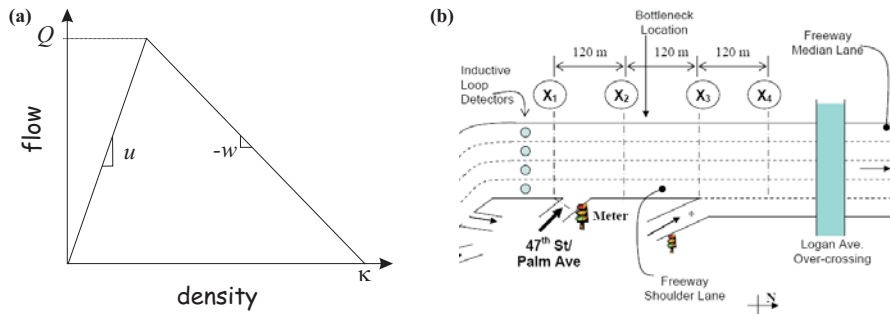 (a)
Q
flow
u
-w
κ
density
(b)
Bottleneck
Location
Freeway
Median Lane
120 m
120 m
120 m
Inductive
Loop
Detectors
X1
X2
X3
X4
Meter
47th St/
Palm Ave
Freeway
Shoulder Lane
Logan Ave.
Over-crossing
N